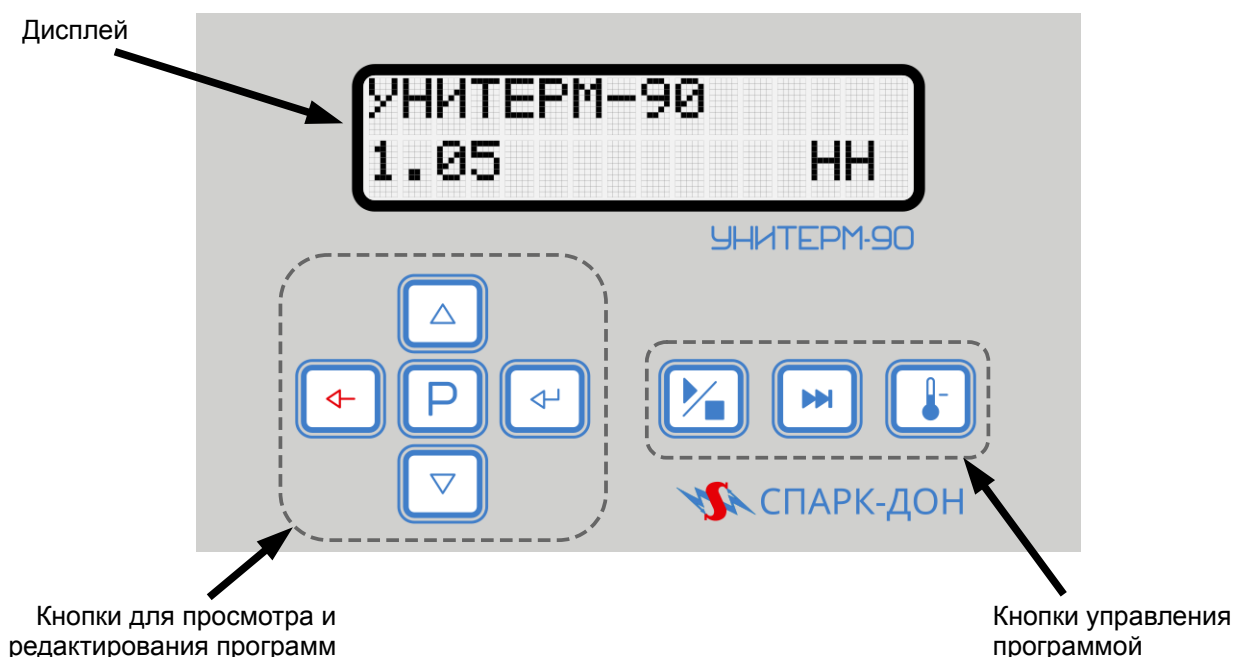 Дисплей
УНИТЕРМ-90
1.05 НН
УНИТЕРМ-90
P
СПАРК-ДОН
Кнопки для просмотра и
редактирования программ
Кнопки управления
программой